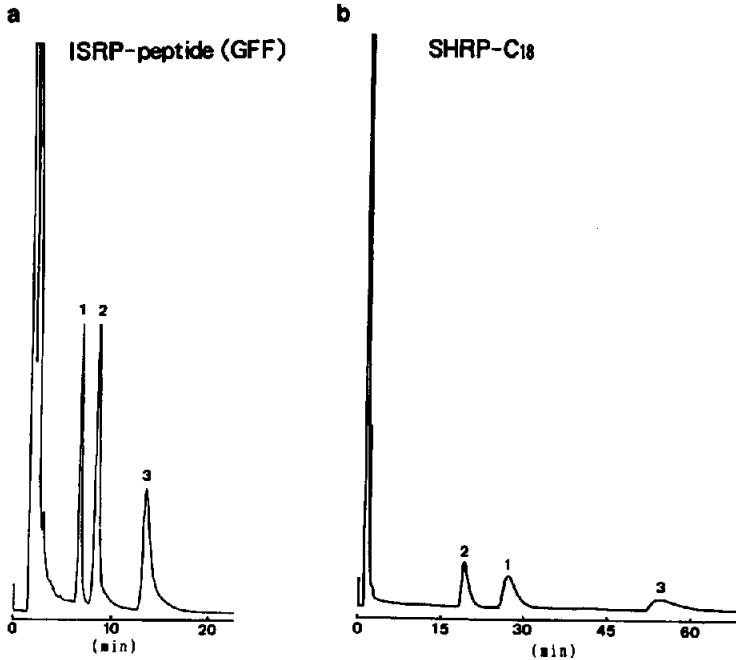 a
ISRP-peptide (GFF)
1 2
3
0 10 20
(min)
b
SHRP-C18
2 1 3
0 15 30 45 60
(min)